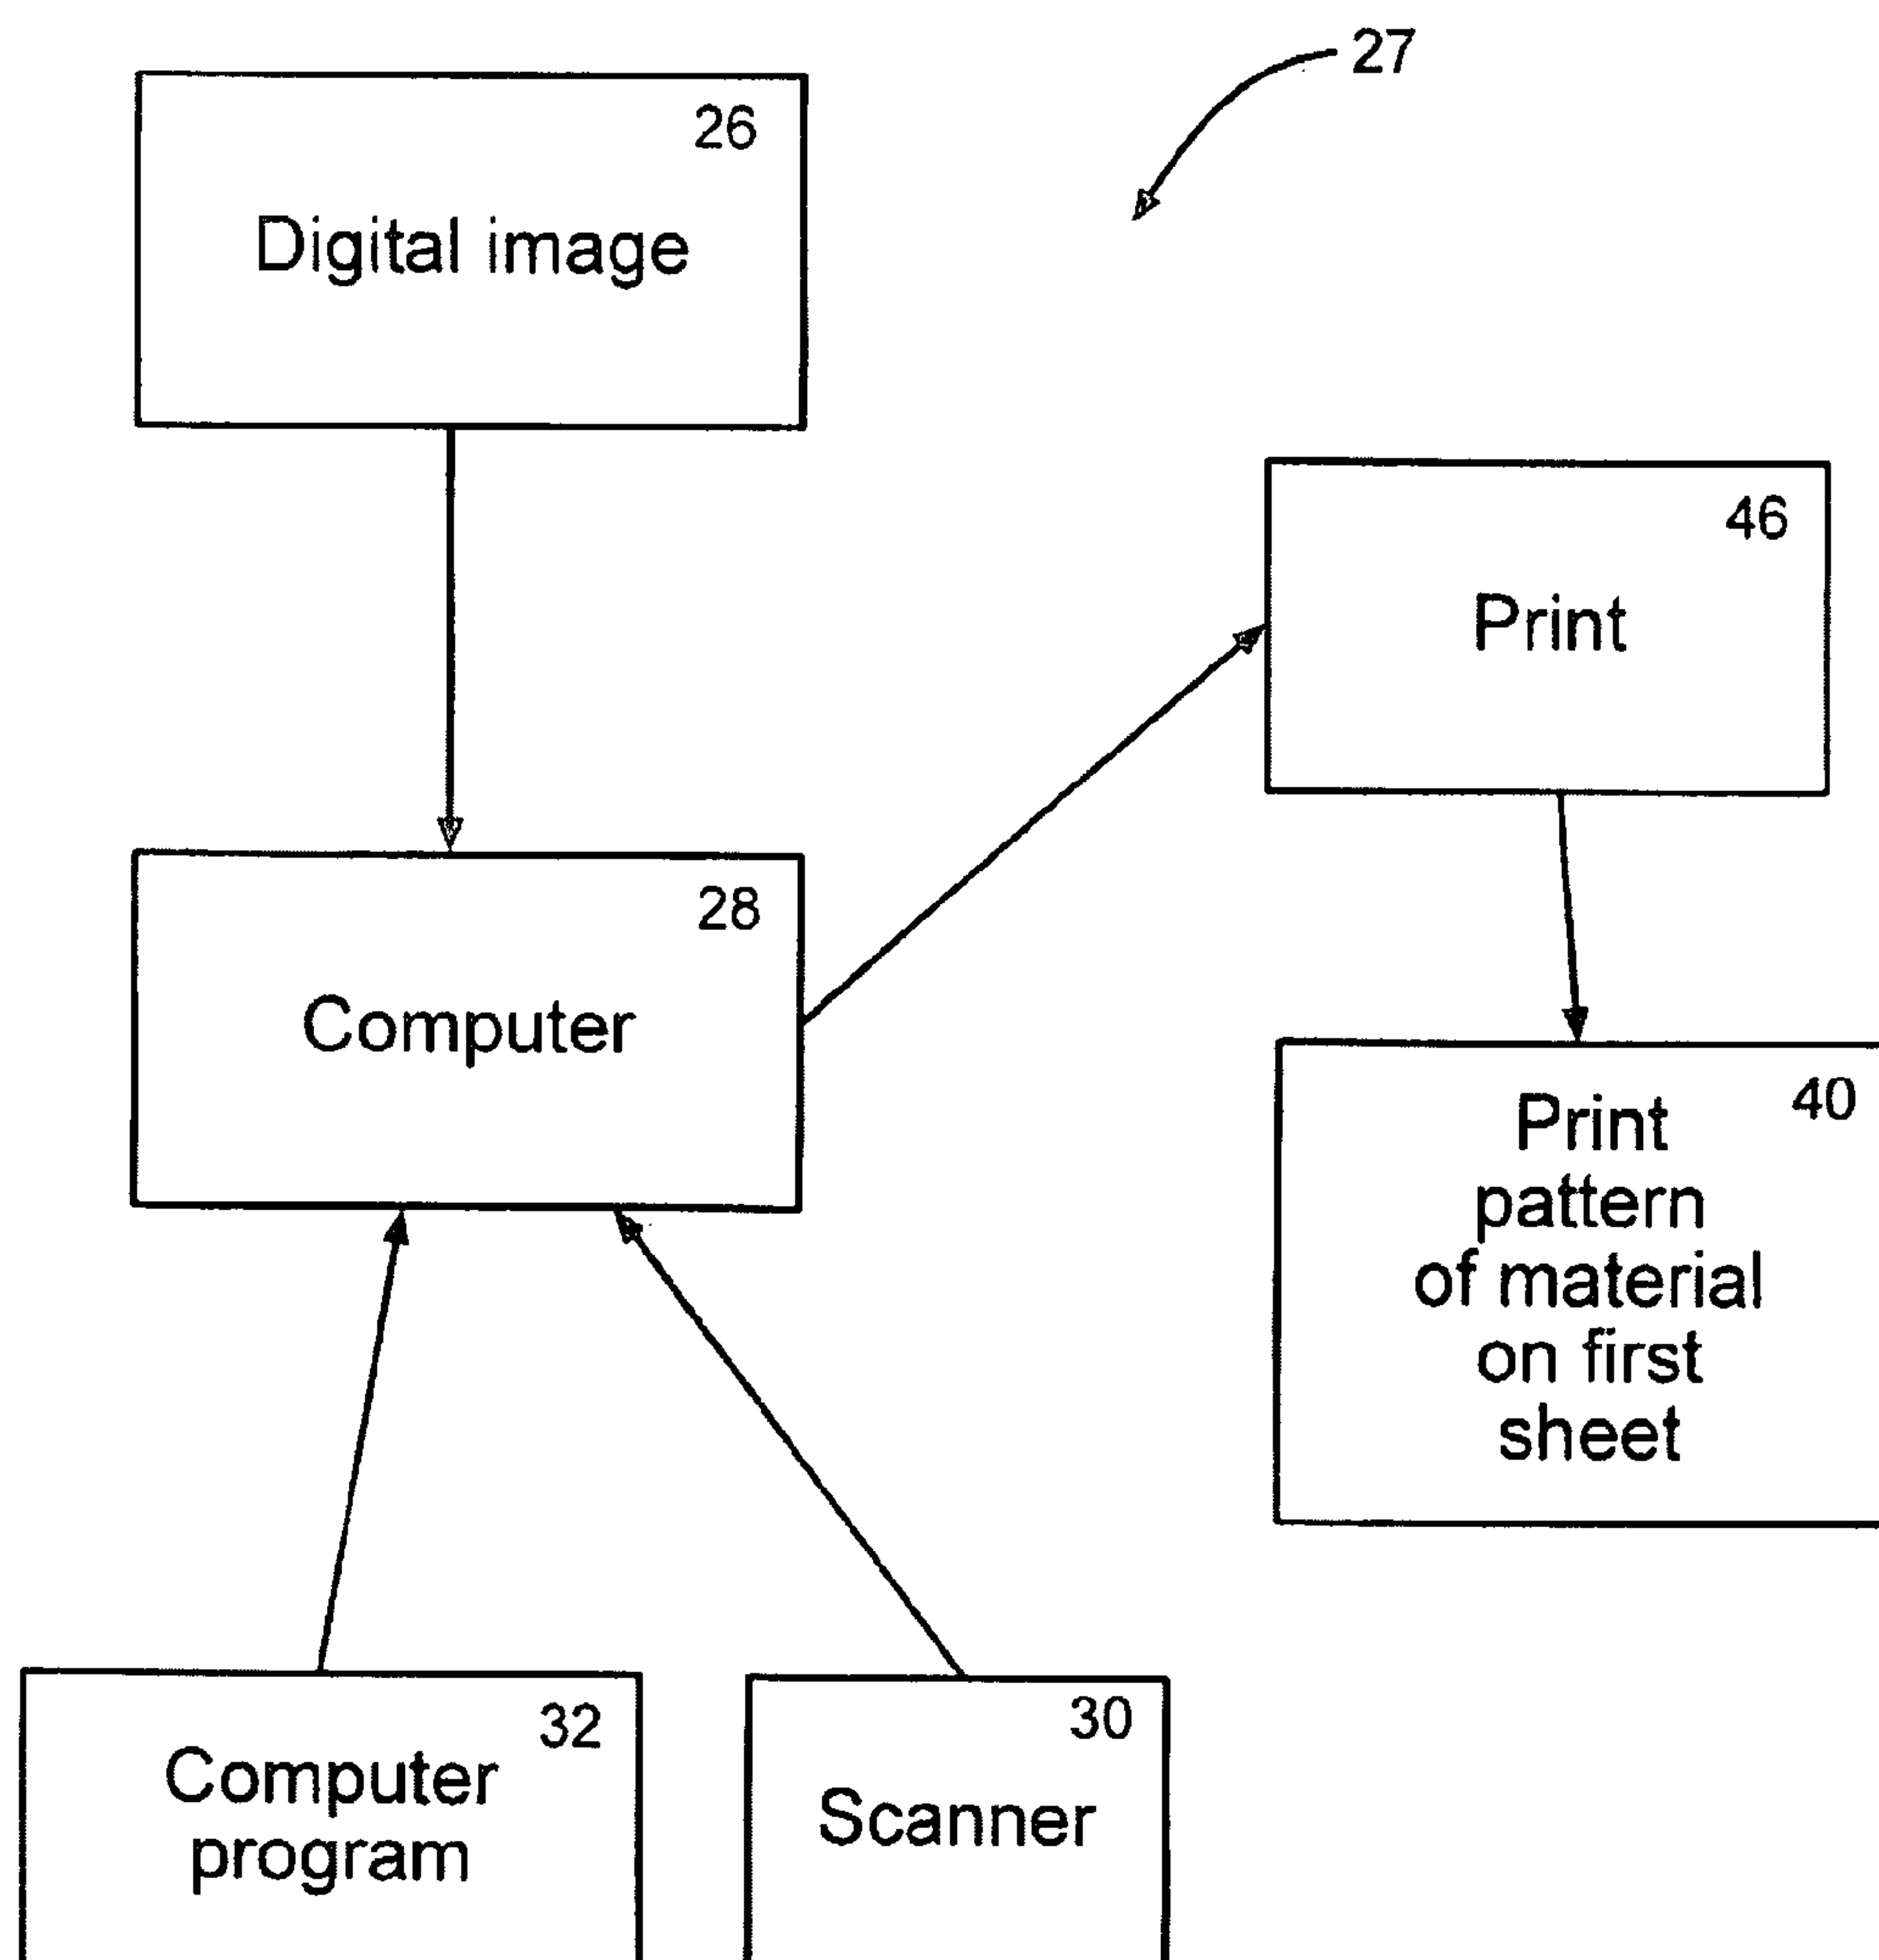 27
26
Digital image
46
Print
28
Computer
40
Print
pattern
of material
on first
sheet
32
Computer
program
30
Scanner